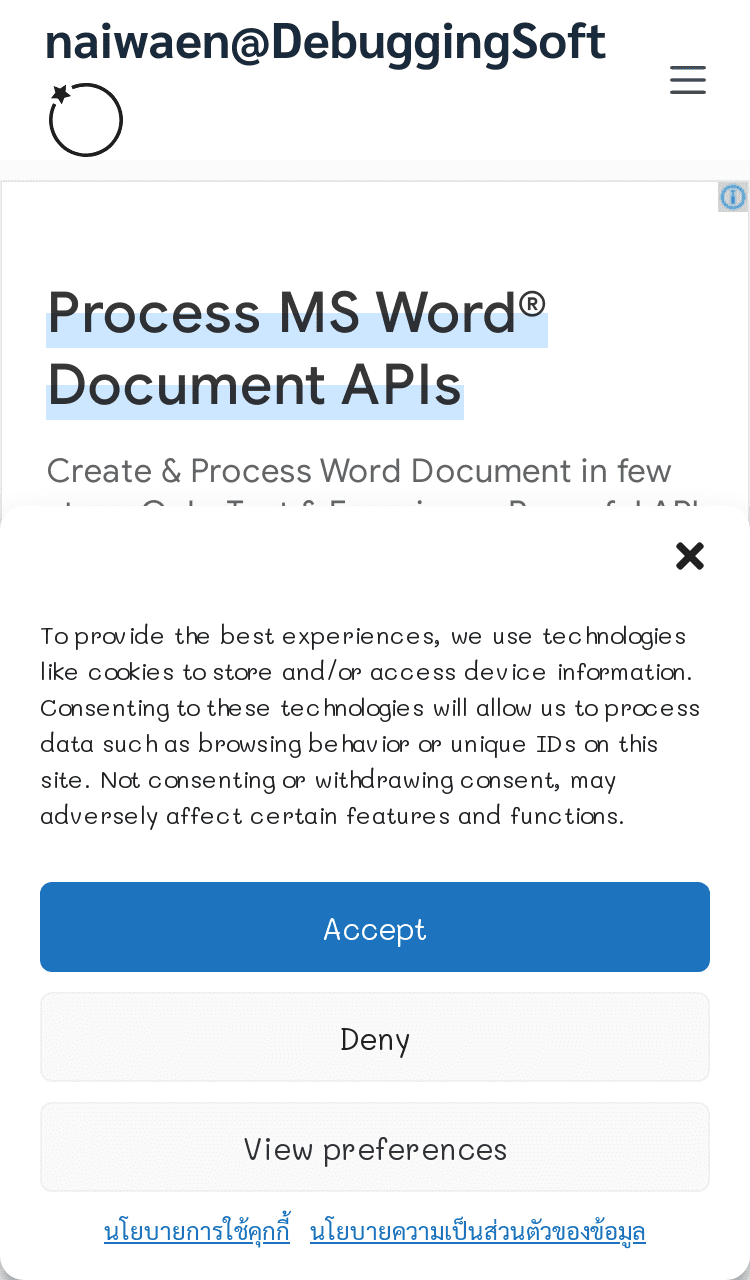 naiwaen@DebuggingSoft
Process MS Word®
Document APIs
Create & Process Word Document in few
To provide the best experiences, we use technologies
like cookies to store and/or access device information.
Consenting to these technologies will allow us to process
data such as browsing behavior or unique IDs on this
site. Not consenting or withdrawing consent, may
adversely affect certain features and functions.
Accept
Deny
View preferences
นโยบายการใช้คุกกี้ นโยบายความเป็นส่วนตัวของข้อมูล